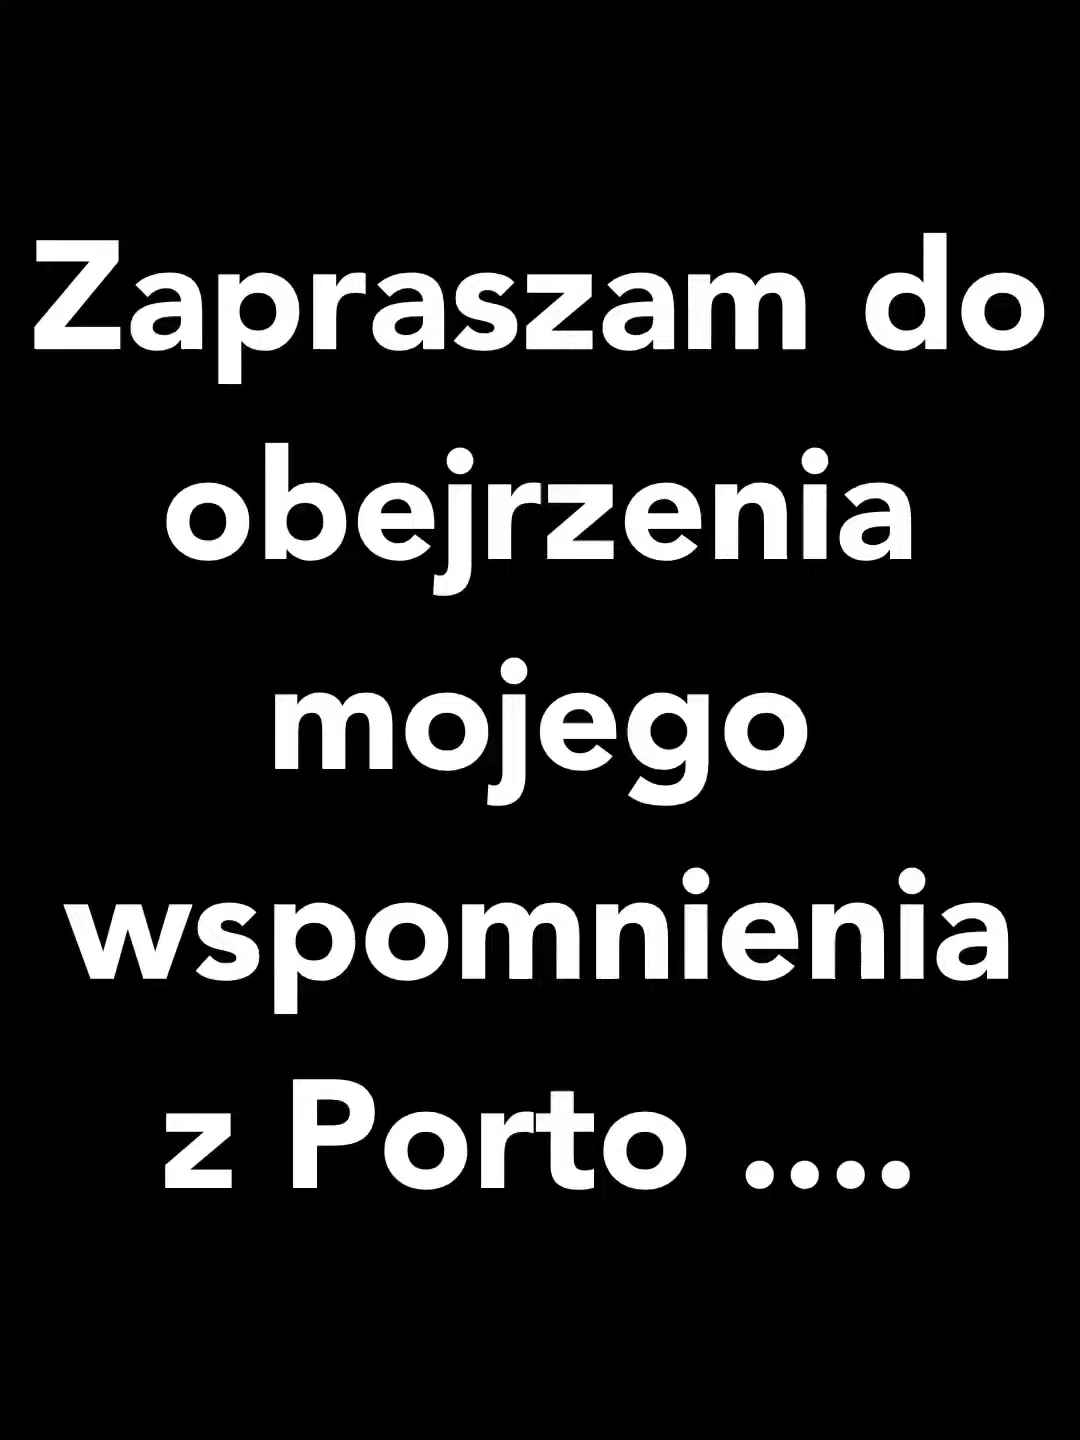 Zapraszam do
obejrzenia
mojego
wspomnienia
z Porto ....